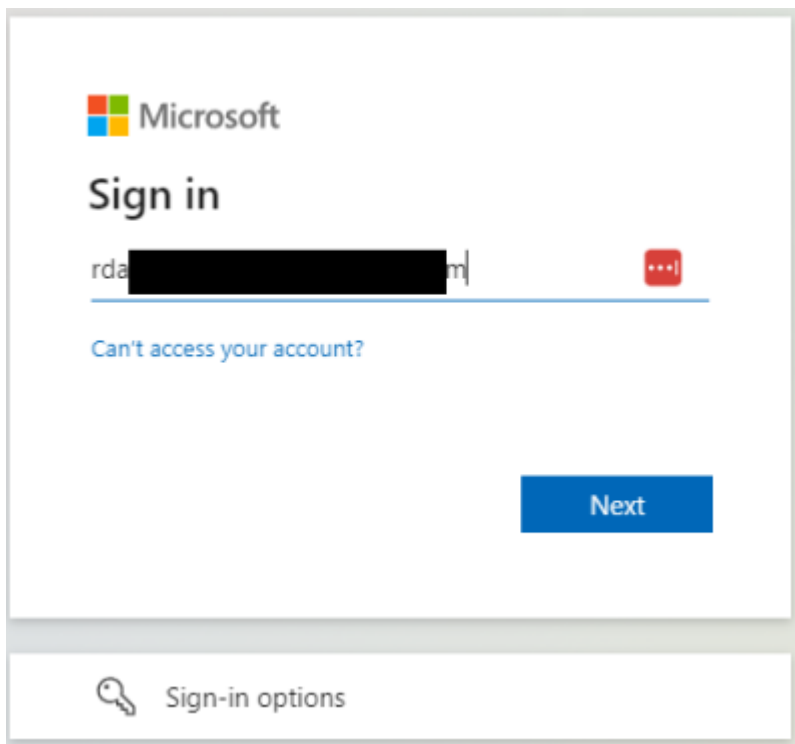 Microsoft
Sign in
rda m
Can't access your account?
Next
Sign-in options